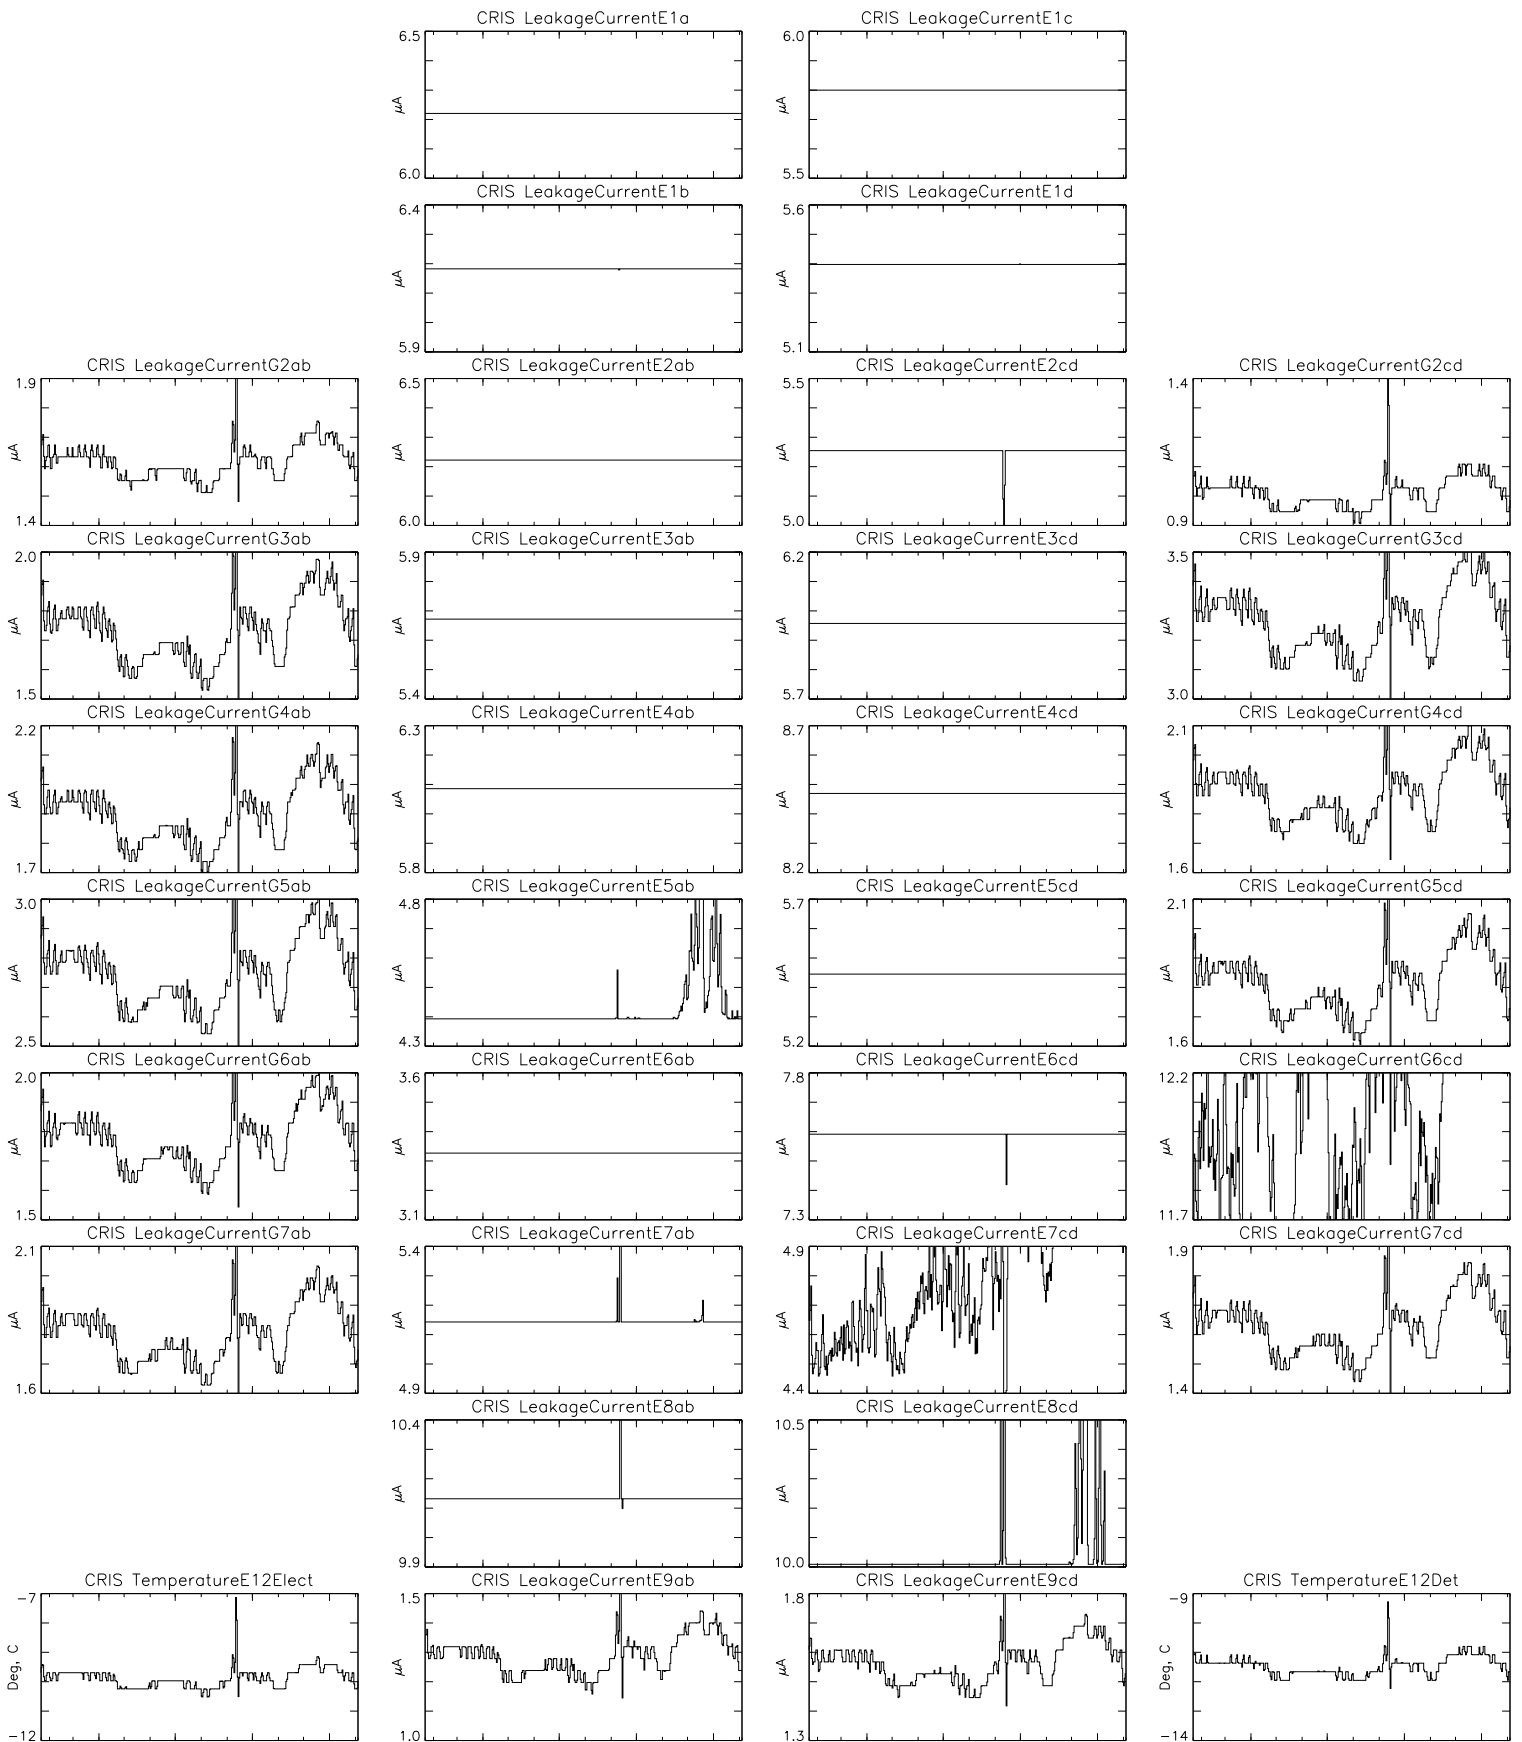 CRIS LeakageCurrentE1a CRIS LeakageCurrentE1c
6.5 6.0
μA μA
6.0 5.5
CRIS LeakageCurrentE1b CRIS LeakageCurrentE1d
6.4 5.6
μA μA
5.9 5.1
CRIS LeakageCurrentG2ab CRIS LeakageCurrentE2ab CRIS LeakageCurrentE2cd CRIS LeakageCurrentG2cd
1.9 6.5 5.5 1.4
μA μA μA μA
1.4 6.0 5.0 0.9
CRIS LeakageCurrentG3ab CRIS LeakageCurrentE3ab CRIS LeakageCurrentE3cd CRIS LeakageCurrentG3cd
2.0 5.9 6.2 3.5
μA μA μA μA
1.5 5.4 5.7 3.0
CRIS LeakageCurrentG4ab CRIS LeakageCurrentE4ab CRIS LeakageCurrentE4cd CRIS LeakageCurrentG4cd
2.2 6.3 8.7 2.1
μA μA μA μA
1.7 5.8 8.2 1.6
CRIS LeakageCurrentG5ab CRIS LeakageCurrentE5ab CRIS LeakageCurrentE5cd CRIS LeakageCurrentG5cd
3.0 4.8 5.7 2.1
μA μA μA μA
2.5 4.3 5.2 1.6
CRIS LeakageCurrentG6ab CRIS LeakageCurrentE6ab CRIS LeakageCurrentE6cd CRIS LeakageCurrentG6cd
2.0 3.6 7.8 12.2
μA μA μA μA
1.5 3.1 7.3 11.7
CRIS LeakageCurrentG7ab CRIS LeakageCurrentE7ab CRIS LeakageCurrentE7cd CRIS LeakageCurrentG7cd
2.1 5.4 4.9 1.9
μA μA μA μA
1.6 4.9 4.4 1.4
CRIS LeakageCurrentE8ab CRIS LeakageCurrentE8cd
10.4 10.5
μA μA
9.9 10.0
CRIS TemperatureE12Elect CRIS LeakageCurrentE9ab CRIS LeakageCurrentE9cd CRIS TemperatureE12Det
-7 1.5 1.8 -9
Deg, C μA μA Deg, C
-12 1.0 1.3 -14